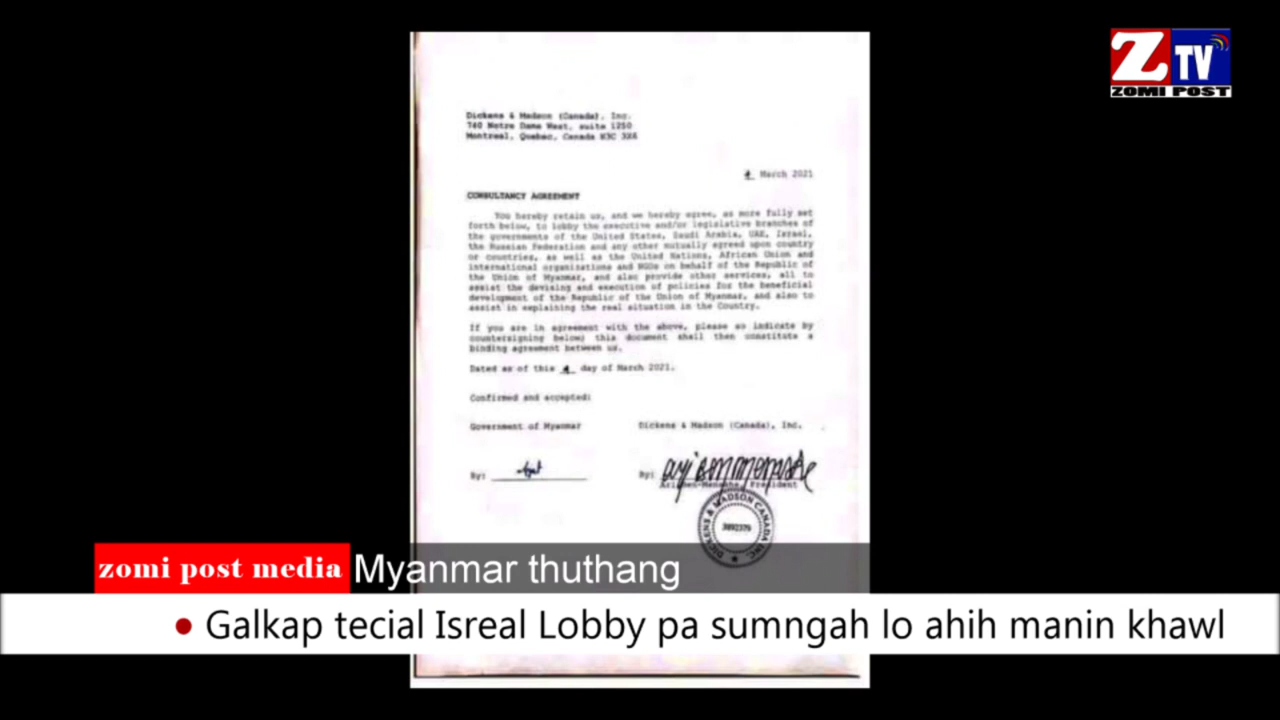 Z TV
ZOMI POST
Dickens & Madson (Canada), Inc.
740 Notre Dame West, suite 1250
Montreal, Quebec, Canada H3C 3X6
March 2021
CONSULTANCY AGREEMENT
You hereby retain us, and we hereby agree, as more fully set
forth below, to lobby the executive and/or legislative branches of
the governments of the United States, Saudi Arabia, UAE, Israel,
the Russian Federation and any other mutually agreed upon country
or countries, as well as the United Nations, African Union and
international organizations and NGOs on behalf of the Republic of
the Union of Myanmar, and also provide other services, all to
assist the devising and execution of policies for the beneficial
development of the Republic of the Union of Myanmar, and also to
assist in explaining the real situation in the Country.
If you are in agreement with the above, please so indicate by
countersigning below; this document shall then constitute a
binding agreement between us.
Dated as of this day of March 2021.
Confirmed and accepted:
Government of Myanmar Dickens & Madson (Canada), Inc.
By: By:
Ari Ben-Menashe, President
DICKENS & MADSON CANADA INC.
zomi post media Myanmar thuthang
• Galkap tecial Isreal Lobby pa sumngah lo ahih manin khawl